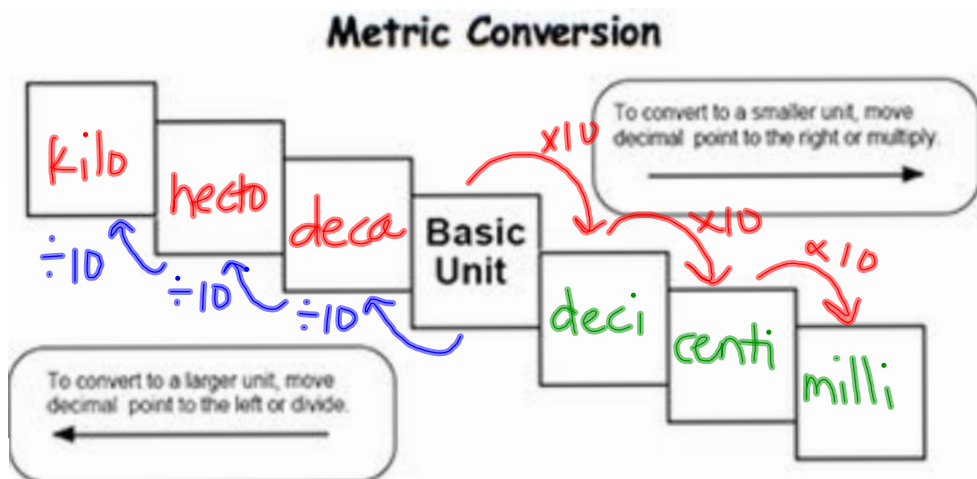 Metric Conversion
To convert to a smaller unit, move
decimal point to the right or multiply.
kilo
hecto
deca
Basic
Unit
deci
centi
milli
x10
x10
x10
÷10
÷10
÷10
To convert to a larger unit, move
decimal point to the left or divide.